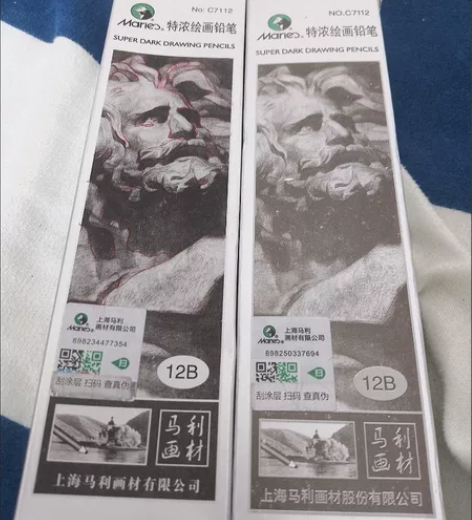 No: C7112
Maries® 特浓绘画铅笔
SUPER DARK DRAWING PENCILS
Maries
上海马利
画材有限公司
898234477354
刮涂层 扫码 查真伪
12B
马利
画材
上海马利画材有限公司
NO.C7112
Maries® 特浓绘画铅笔
SUPER DARK DRAWING PENCILS
Maries
上海马利
画材有限公司
898250337694
刮涂层 扫码 查真伪
12B
马利
画材
上海马利画材股份有限公司